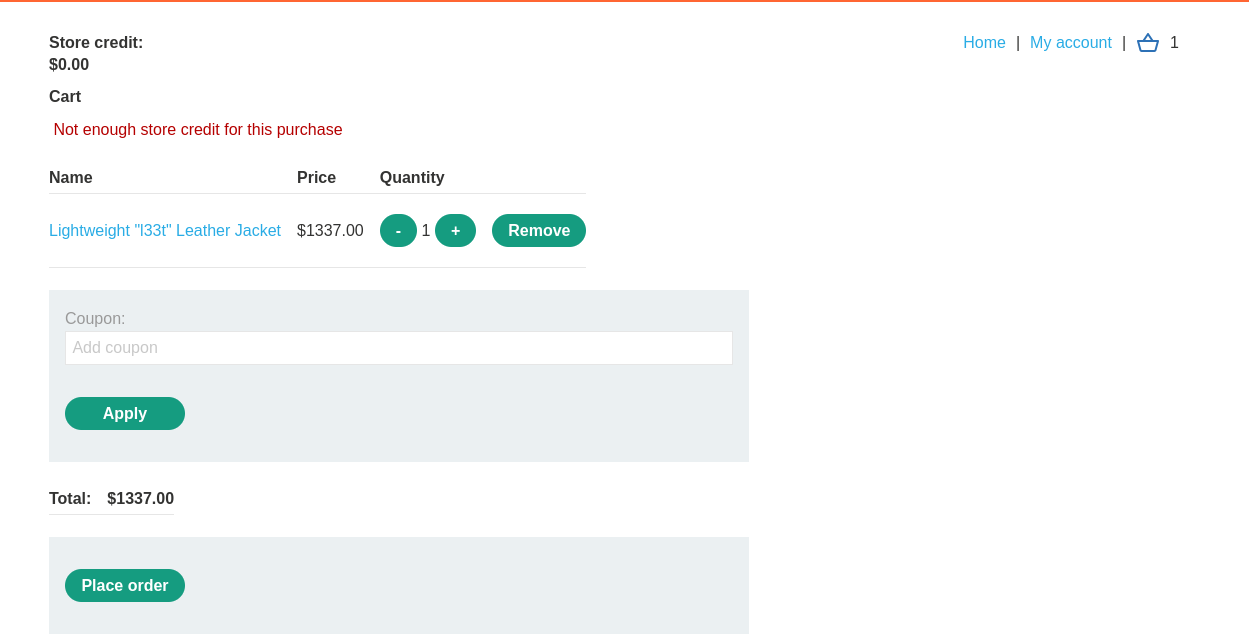 Store credit:
$0.00
Home | My account | 1
Cart
Not enough store credit for this purchase
Name Price Quantity
Lightweight "l33t" Leather Jacket $1337.00 - 1 + Remove
Coupon:
Add coupon
Apply
Total: $1337.00
Place order